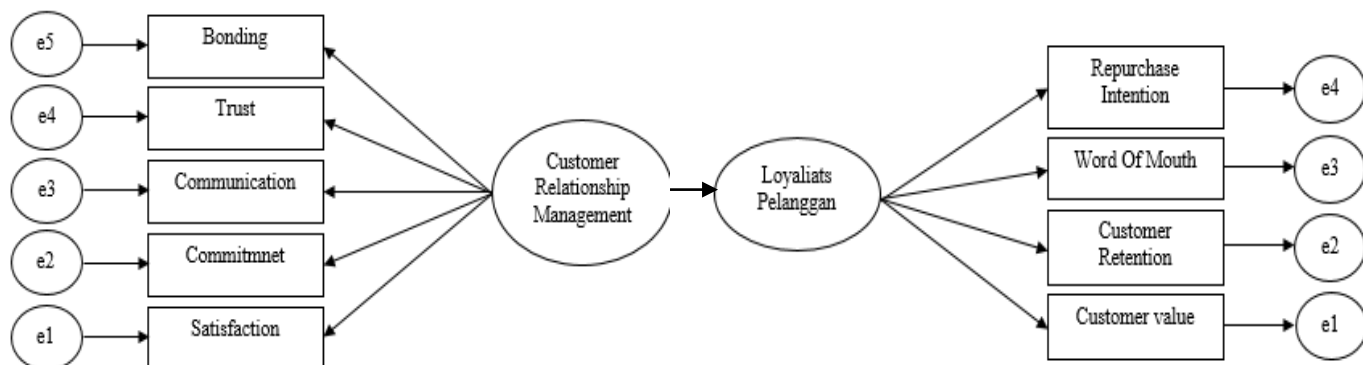 e5
Bonding
e4
Trust
e3
Communication
e2
Commitmnet
e1
Satisfaction
Customer
Relationship
Management
Loyaliats
Pelanggan
Repurchase
Intention
e4
Word Of Mouth
e3
Customer
Retention
e2
Customer value
e1